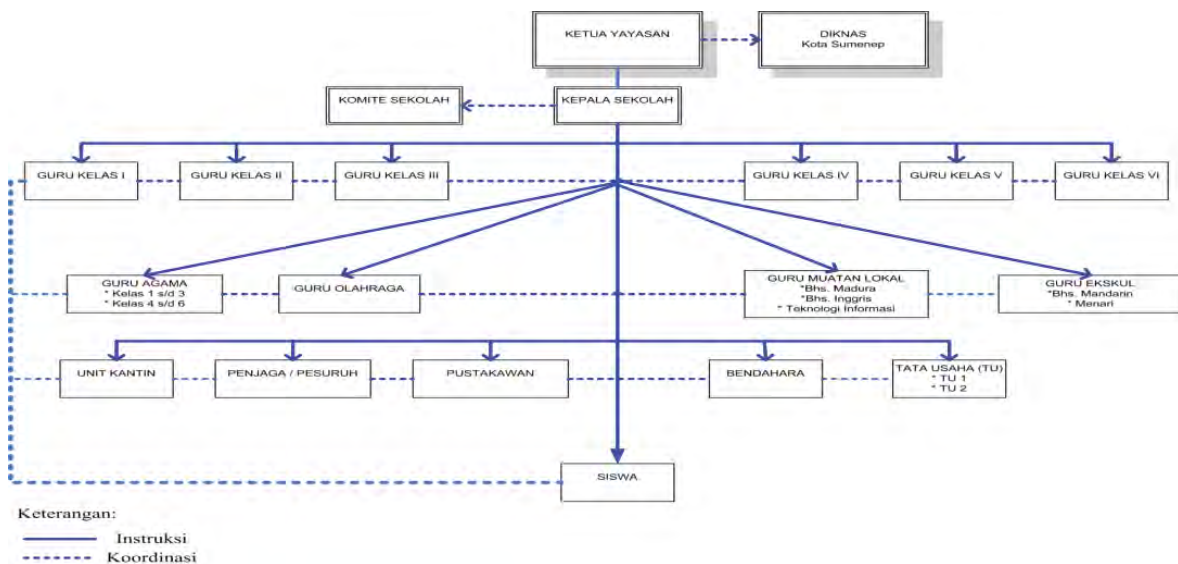 KETUA YAYASAN
DIKNAS
Kota Sumenep
KOMITE SEKOLAH
KEPALA SEKOLAH
GURU KELAS I
GURU KELAS II
GURU KELAS III
GURU KELAS IV
GURU KELAS V
GURU KELAS VI
GURU AGAMA
* Kelas 1 s/d 3
* Kelas 4 s/d 6
GURU OLAHRAGA
GURU MUATAN LOKAL
*Bhs. Madura
*Bhs. Inggris
* Teknologi Informasi
GURU EKSKUL
*Bhs. Mandarin
* Menari
UNIT KANTIN
PENJAGA / PESURUH
PUSTAKAWAN
BENDAHARA
TATA USAHA (TU)
* TU 1
* TU 2
SISWA
Keterangan:
Instruksi
Koordinasi